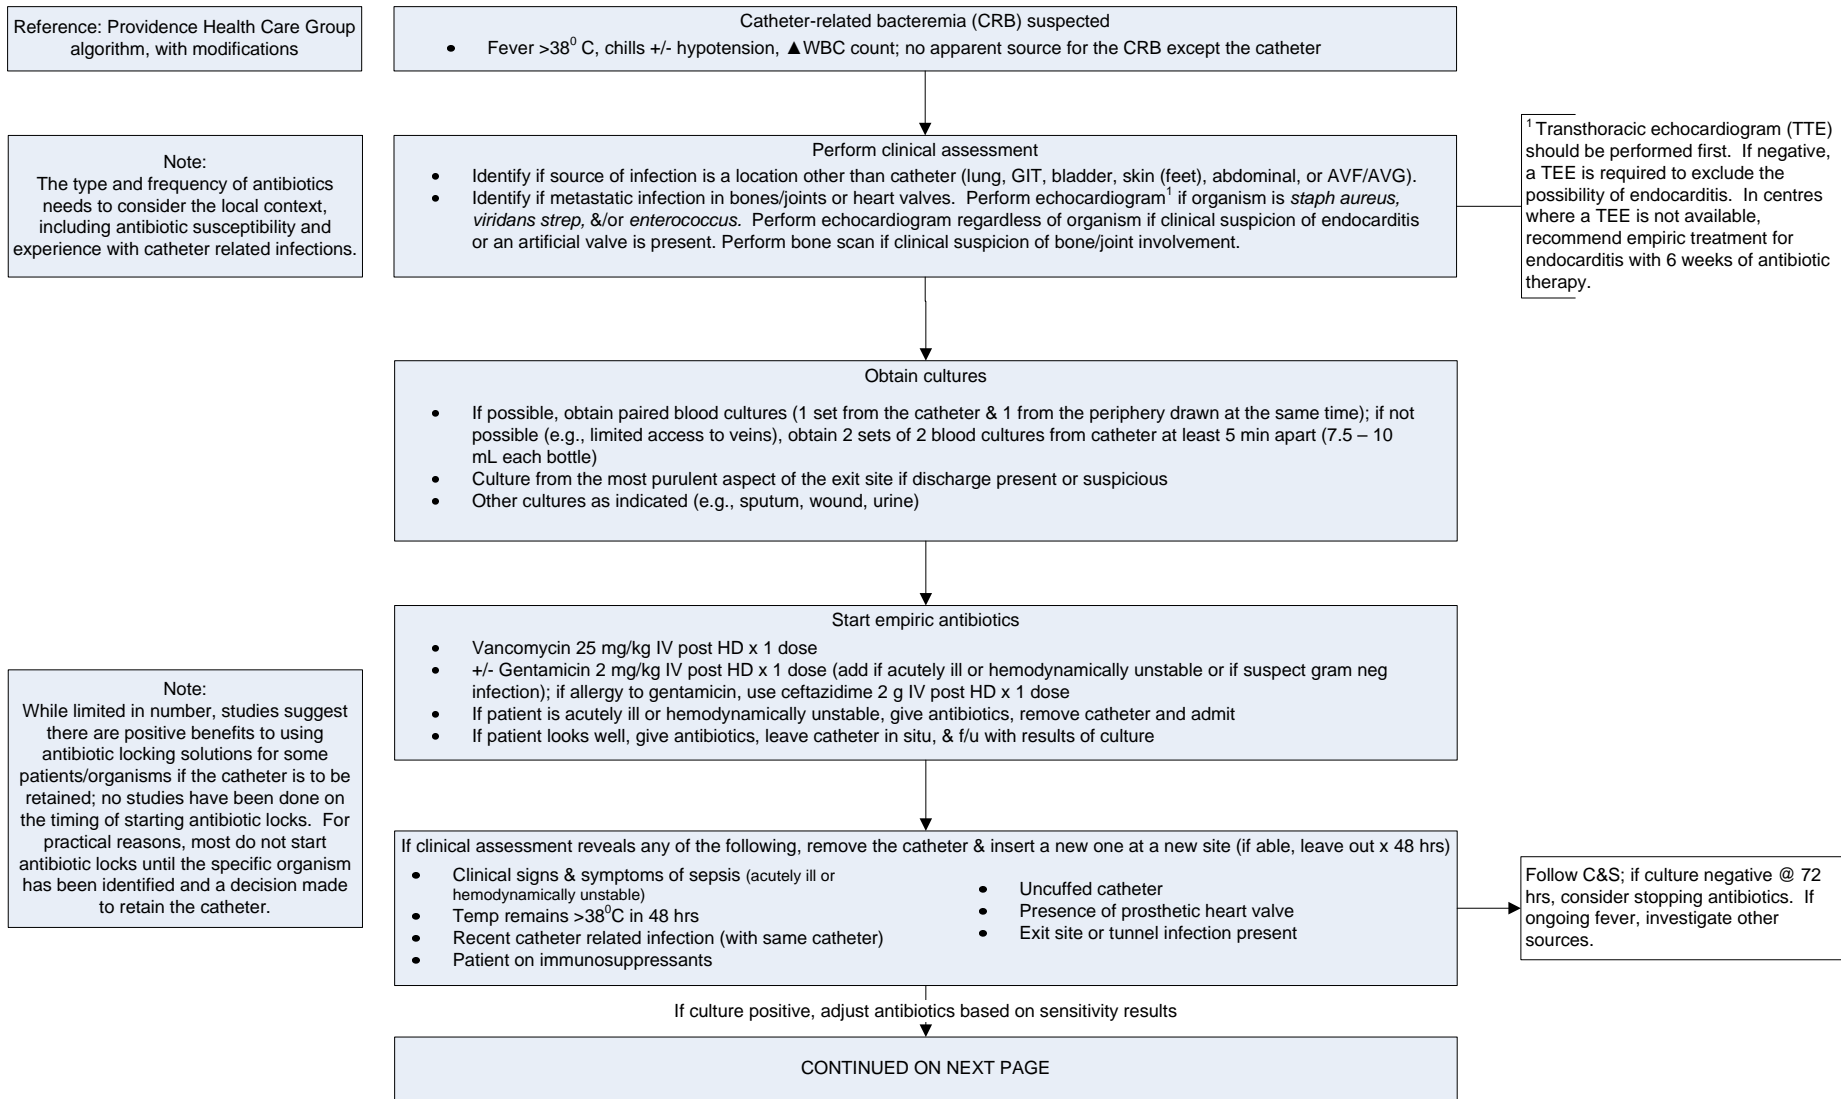 Reference: Providence Health Care Group
algorithm, with modifications
Catheter-related bacteremia (CRB) suspected
• Fever >38⁰ C, chills +/- hypotension, ▲WBC count; no apparent source for the CRB except the catheter
Note:
The type and frequency of antibiotics
needs to consider the local context,
including antibiotic susceptibility and
experience with catheter related infections.
Perform clinical assessment
• Identify if source of infection is a location other than catheter (lung, GIT, bladder, skin (feet), abdominal, or AVF/AVG).
• Identify if metastatic infection in bones/joints or heart valves. Perform echocardiogram¹ if organism is staph aureus,
viridans strep, &/or enterococcus. Perform echocardiogram regardless of organism if clinical suspicion of endocarditis
or an artificial valve is present. Perform bone scan if clinical suspicion of bone/joint involvement.
¹ Transthoracic echocardiogram (TTE)
should be performed first. If negative,
a TEE is required to exclude the
possibility of endocarditis. In centres
where a TEE is not available,
recommend empiric treatment for
endocarditis with 6 weeks of antibiotic
therapy.
Obtain cultures
• If possible, obtain paired blood cultures (1 set from the catheter & 1 from the periphery drawn at the same time); if not
possible (e.g., limited access to veins), obtain 2 sets of 2 blood cultures from catheter at least 5 min apart (7.5 – 10
mL each bottle)
• Culture from the most purulent aspect of the exit site if discharge present or suspicious
• Other cultures as indicated (e.g., sputum, wound, urine)
Start empiric antibiotics
• Vancomycin 25 mg/kg IV post HD x 1 dose
• +/- Gentamicin 2 mg/kg IV post HD x 1 dose (add if acutely ill or hemodynamically unstable or if suspect gram neg
infection); if allergy to gentamicin, use ceftazidime 2 g IV post HD x 1 dose
• If patient is acutely ill or hemodynamically unstable, give antibiotics, remove catheter and admit
• If patient looks well, give antibiotics, leave catheter in situ, & f/u with results of culture
Note:
While limited in number, studies suggest
there are positive benefits to using
antibiotic locking solutions for some
patients/organisms if the catheter is to be
retained; no studies have been done on
the timing of starting antibiotic locks. For
practical reasons, most do not start
antibiotic locks until the specific organism
has been identified and a decision made
to retain the catheter.
If clinical assessment reveals any of the following, remove the catheter & insert a new one at a new site (if able, leave out x 48 hrs)
• Clinical signs & symptoms of sepsis (acutely ill or
hemodynamically unstable)
• Temp remains >38⁰C in 48 hrs
• Recent catheter related infection (with same catheter)
• Patient on immunosuppressants
• Uncuffed catheter
• Presence of prosthetic heart valve
• Exit site or tunnel infection present
Follow C&S; if culture negative @ 72
hrs, consider stopping antibiotics. If
ongoing fever, investigate other
sources.
If culture positive, adjust antibiotics based on sensitivity results
CONTINUED ON NEXT PAGE